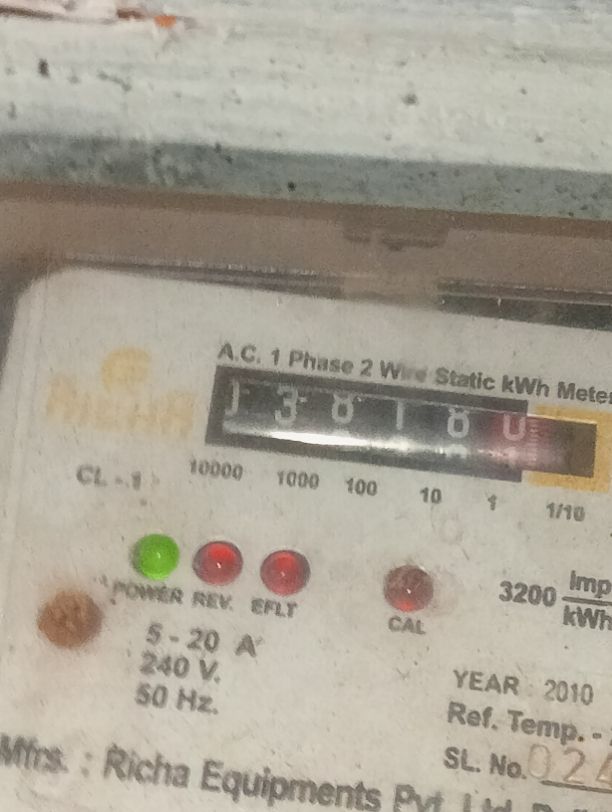 A.C. 1 Phase 2 Wire Static kWh Meter
CL - 1
10000 1000 100 10 1 1/10
POWER REV. EFLT
CAL
3200 Imp
kWh
5 - 20 A
240 V.
50 Hz.
YEAR : 2010
Ref. Temp. -
SL. No. 024
Mfrs. : Richa Equipments Pvt. Ltd